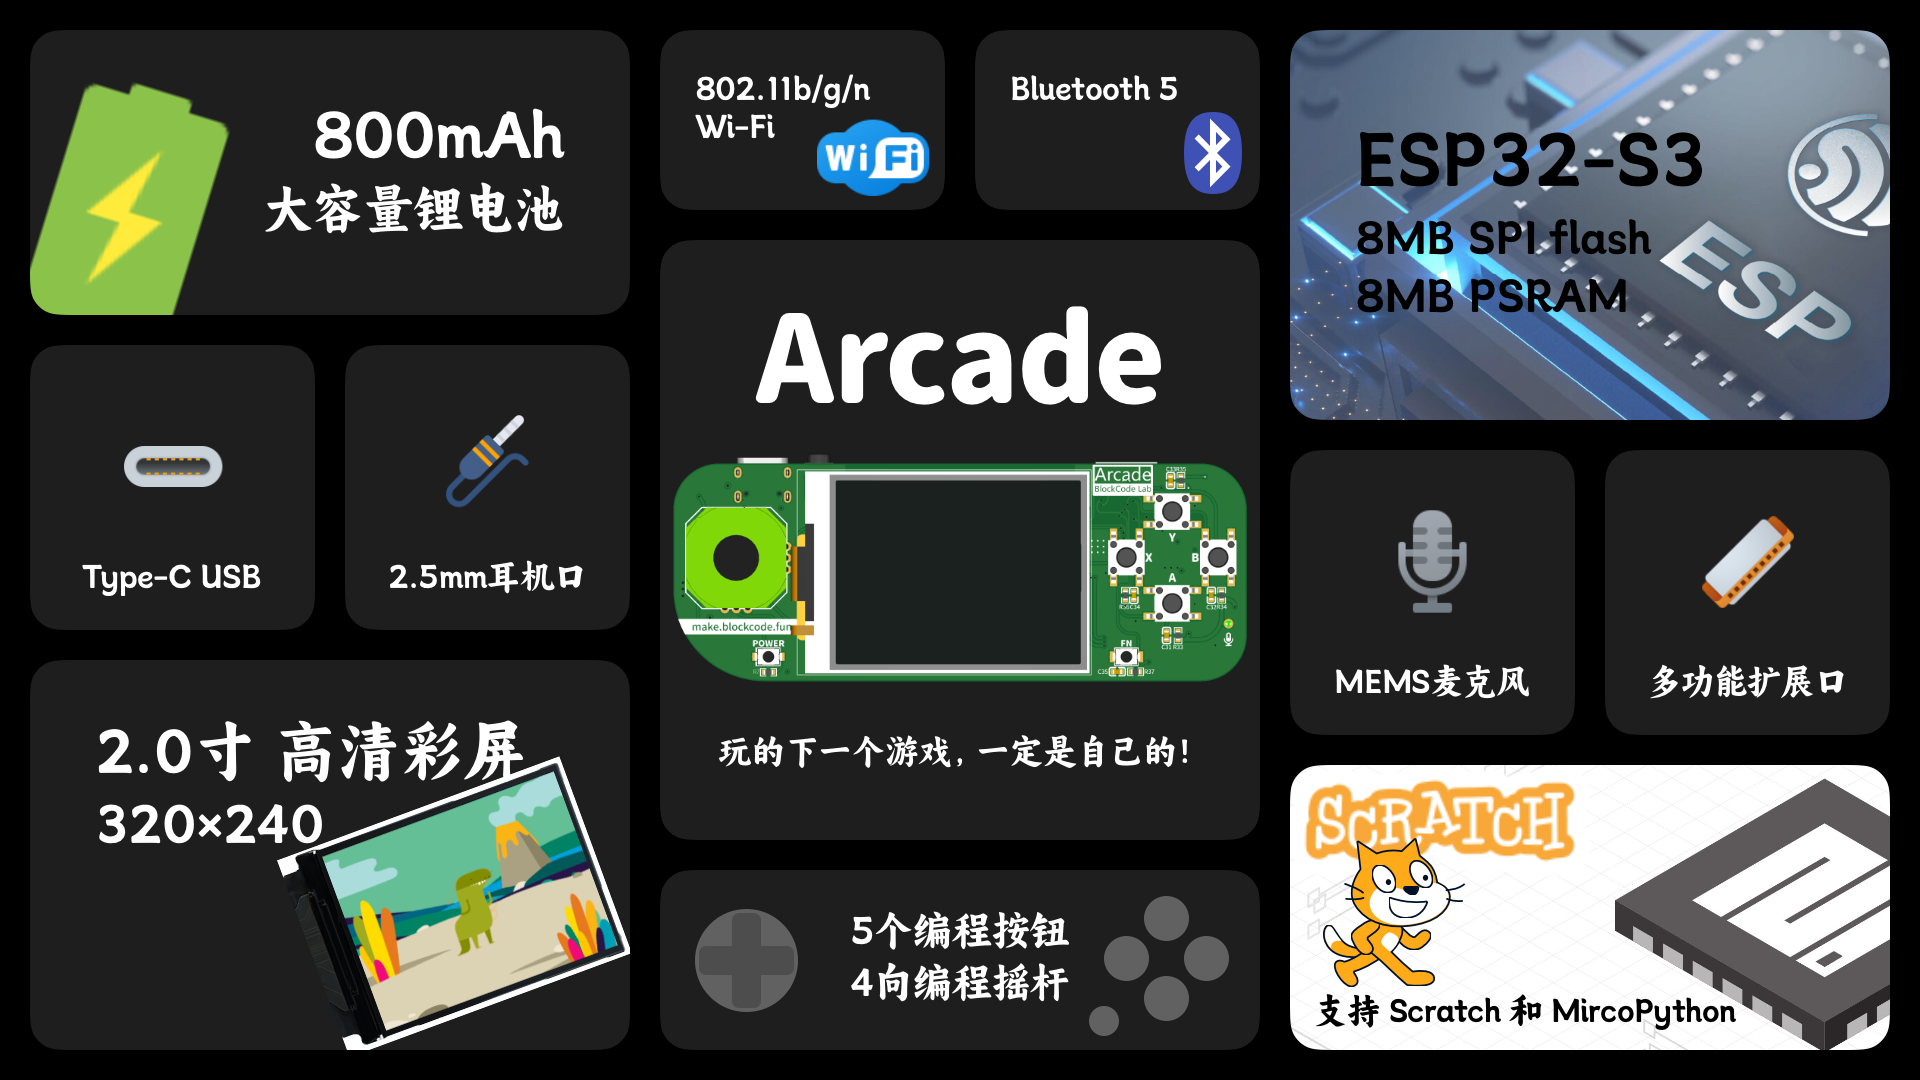 800mAh
大容量锂电池
802.11b/g/n
Wi-Fi
WiFi
Bluetooth 5
ESP32-S3
8MB SPI flash
8MB PSRAM
ESP
Type-C USB
2.5mm耳机口
Arcade
Arcade
BlockCode Lab
Y
X
B
A
make.blockcode.fun
POWER
FN
玩的下一个游戏，一定是自己的！
MEMS麦克风
多功能扩展口
2.0寸 高清彩屏
320×240
5个编程按钮
4向编程摇杆
SCRATCH
支持 Scratch 和 MircoPython